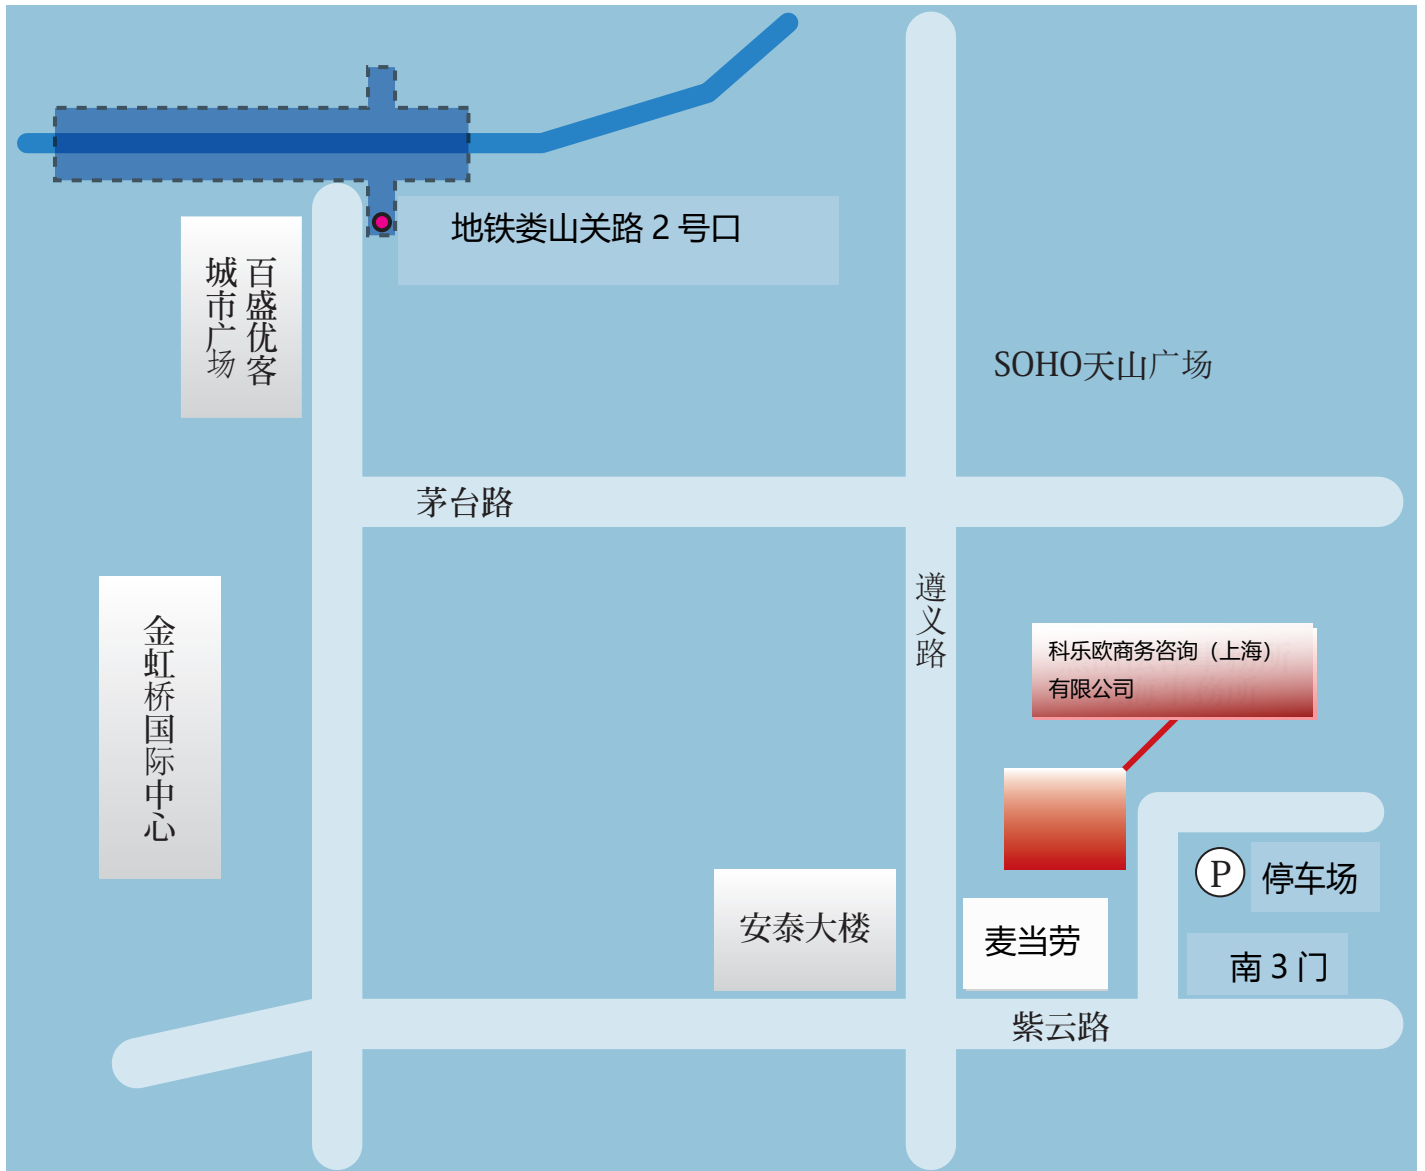 地铁娄山关路 2 号口
百盛优客
城市广场
SOHO天山广场
茅台路
遵义路
金虹桥国际中心
科乐欧商务咨询（上海）
有限公司
P
停车场
安泰大楼
麦当劳
南 3 门
紫云路